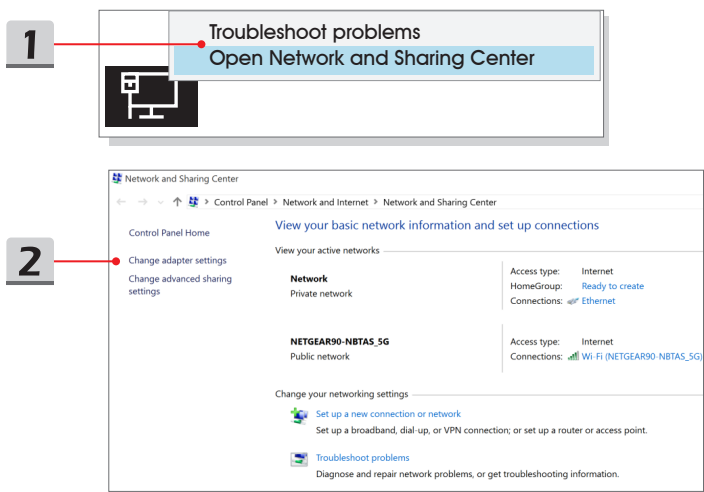 1
Troubleshoot problems
Open Network and Sharing Center
2
Network and Sharing Center
Control Panel > Network and Internet > Network and Sharing Center
Control Panel Home
Change adapter settings
Change advanced sharing
settings
View your basic network information and set up connections
View your active networks
Network
Private network
Access type: Internet
HomeGroup: Ready to create
Connections: Ethernet
NETGEAR90-NBTAS_5G
Public network
Access type: Internet
Connections: Wi-Fi (NETGEAR90-NBTAS_5G)
Change your networking settings
Set up a new connection or network
Set up a broadband, dial-up, or VPN connection; or set up a router or access point.
Troubleshoot problems
Diagnose and repair network problems, or get troubleshooting information.